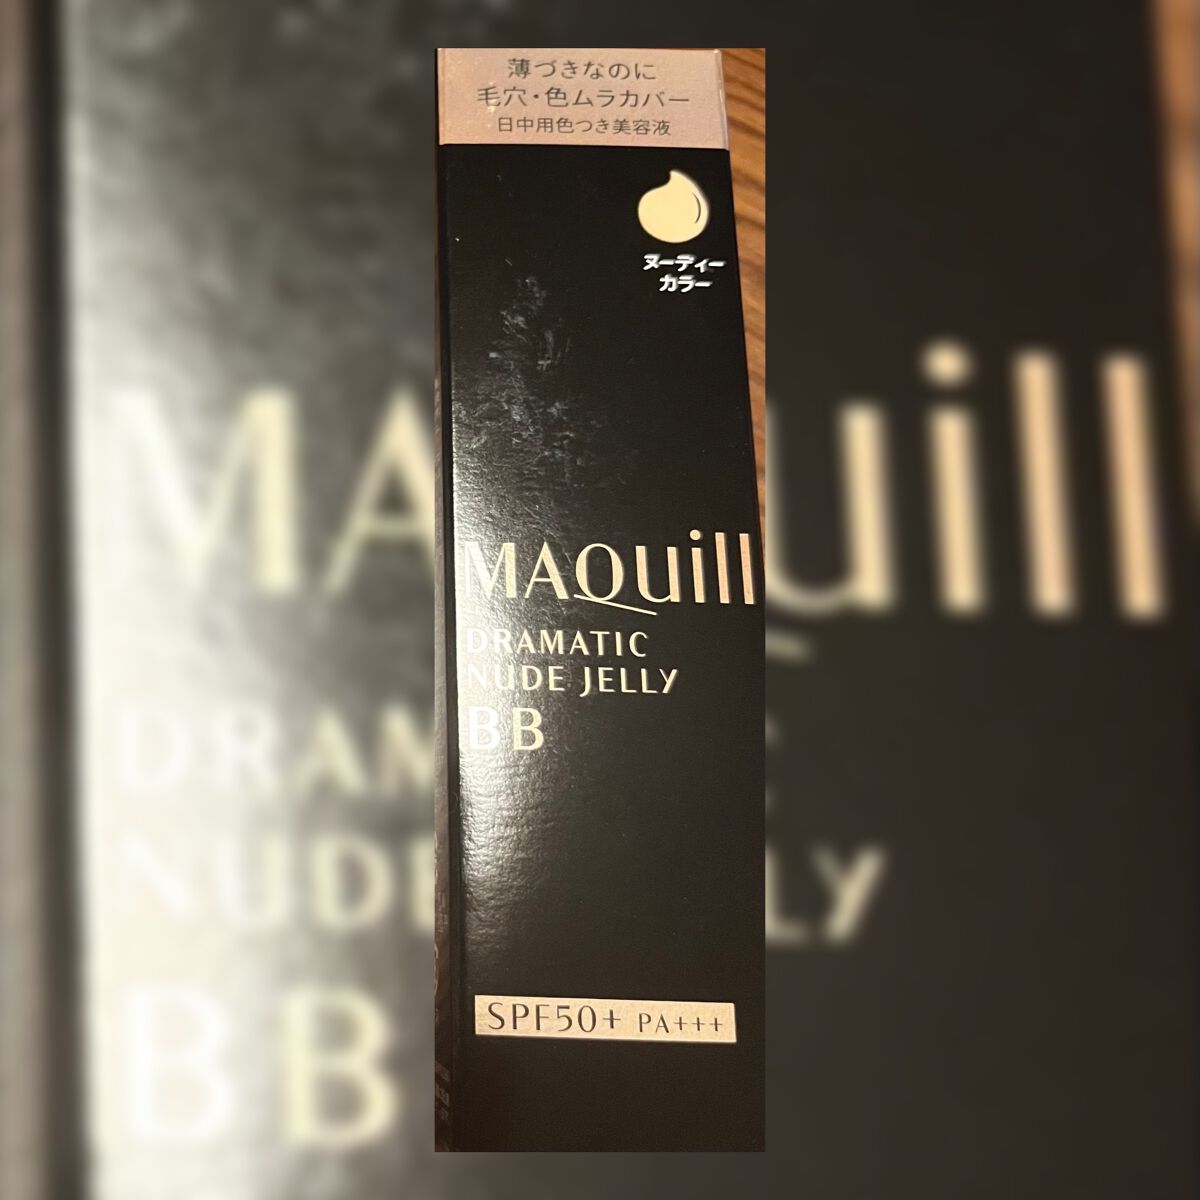 薄づきなのに
毛穴・色ムラカバー
日中用色つき美容液
ヌーディー
カラー
MAQuill
DRAMATIC
NUDE JELLY
BB
SPF50+ PA+++